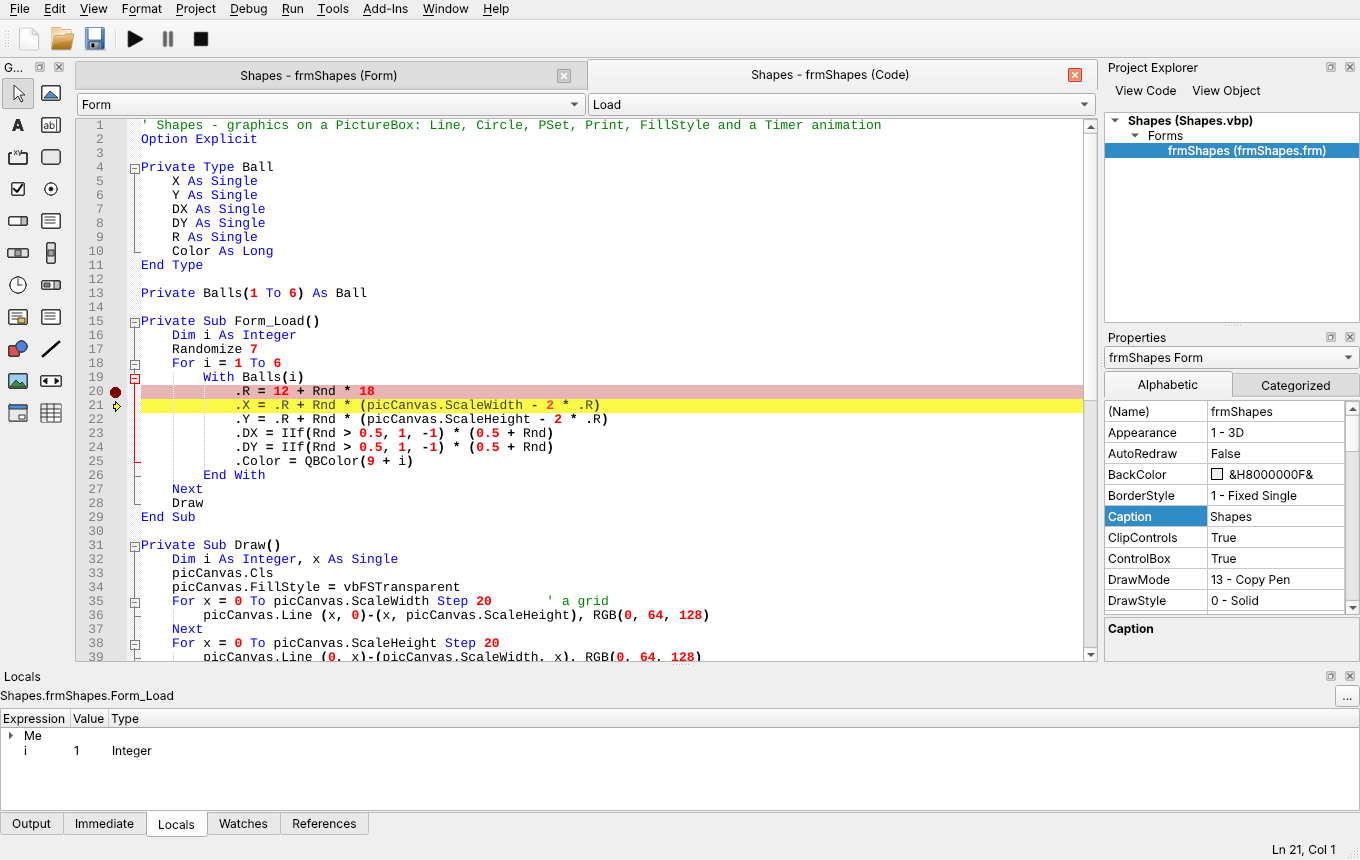 File Edit View Format Project Debug Run Tools Add-Ins Window Help
G...
Shapes - frmShapes (Form)
Shapes - frmShapes (Code)
Form
Load
1 ' Shapes - graphics on a PictureBox: Line, Circle, PSet, Print, FillStyle and a Timer animation
2 Option Explicit
3
4 Private Type Ball
5 X As Single
6 Y As Single
7 DX As Single
8 DY As Single
9 R As Single
10 Color As Long
11 End Type
12
13 Private Balls(1 To 6) As Ball
14
15 Private Sub Form_Load()
16 Dim i As Integer
17 Randomize 7
18 For i = 1 To 6
19 With Balls(i)
20 .R = 12 + Rnd * 18
21 .X = .R + Rnd * (picCanvas.ScaleWidth - 2 * .R)
22 .Y = .R + Rnd * (picCanvas.ScaleHeight - 2 * .R)
23 .DX = IIf(Rnd > 0.5, 1, -1) * (0.5 + Rnd)
24 .DY = IIf(Rnd > 0.5, 1, -1) * (0.5 + Rnd)
25 .Color = QBColor(9 + i)
26 End With
27 Next
28 Draw
29 End Sub
30
31 Private Sub Draw()
32 Dim i As Integer, x As Single
33 picCanvas.Cls
34 picCanvas.FillStyle = vbFSTransparent
35 For x = 0 To picCanvas.ScaleWidth Step 20 ' a grid
36 picCanvas.Line (x, 0)-(x, picCanvas.ScaleHeight), RGB(0, 64, 128)
37 Next
38 For x = 0 To picCanvas.ScaleHeight Step 20
39 picCanvas.Line (0, x)-(picCanvas.ScaleWidth, x), RGB(0, 64, 128)
A
ab
xy
Project Explorer
View Code View Object
Shapes (Shapes.vbp)
Forms
frmShapes (frmShapes.frm)
Properties
frmShapes Form
Alphabetic Categorized
(Name) frmShapes
Appearance 1 - 3D
AutoRedraw False
BackColor &H8000000F&
BorderStyle 1 - Fixed Single
Caption Shapes
ClipControls True
ControlBox True
DrawMode 13 - Copy Pen
DrawStyle 0 - Solid
Caption
Locals
Shapes.frmShapes.Form_Load
...
Expression Value Type
Me
i 1 Integer
Output Immediate Locals Watches References
Ln 21, Col 1